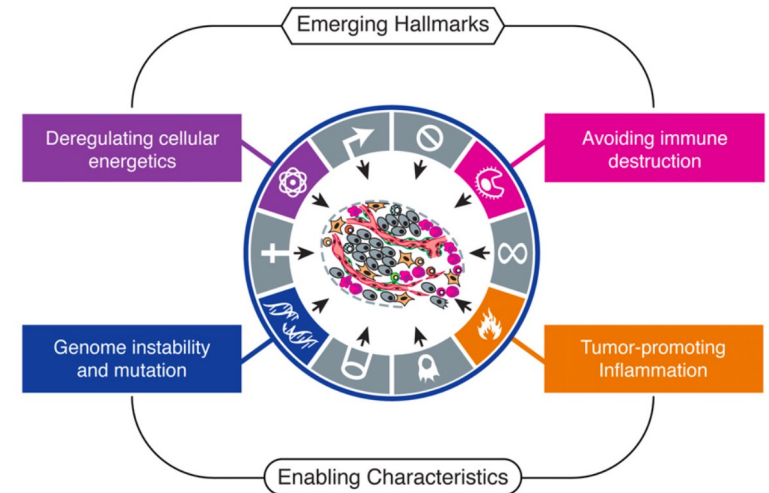 Emerging Hallmarks
Deregulating cellular
energetics
Avoiding immune
destruction
Genome instability
and mutation
Tumor-promoting
Inflammation
Enabling Characteristics